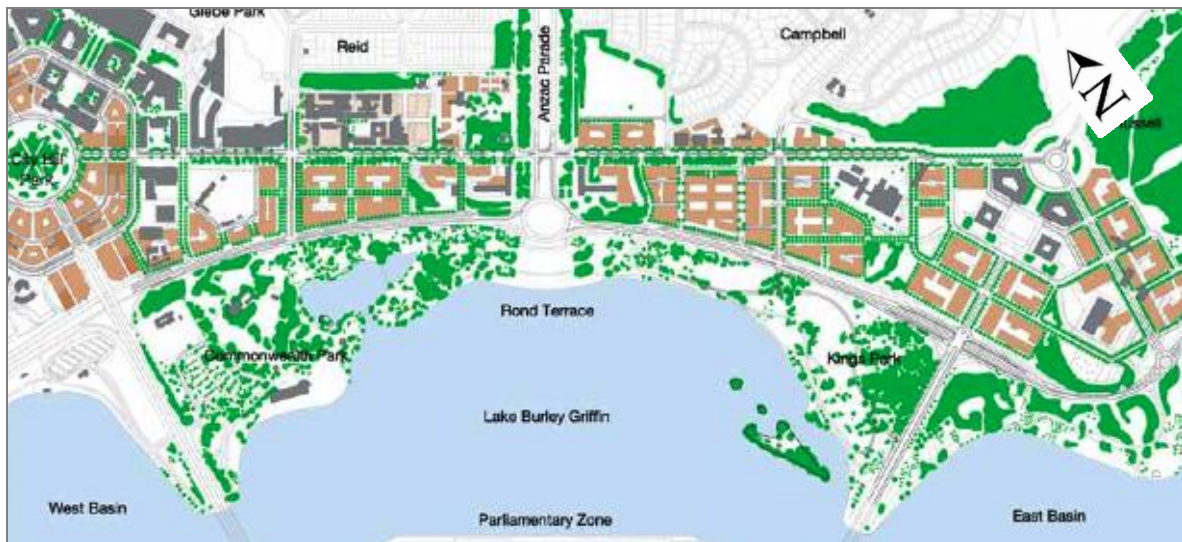 Glebe Park
Reid
Anzac Parade
Campbell
N
Russell
City Hill
Park
Rond Terrace
Commonwealth Park
Kings Park
Lake Burley Griffin
West Basin
Parliamentary Zone
East Basin